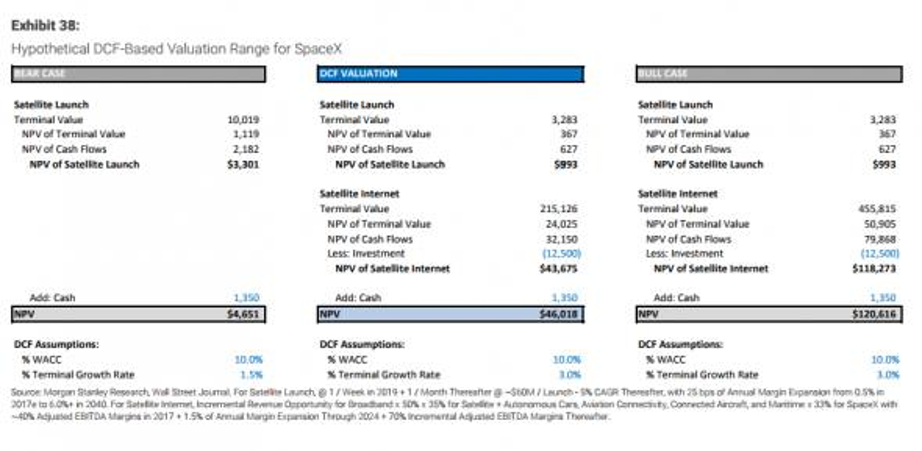 Exhibit 38:
Hypothetical DCF-Based Valuation Range for SpaceX
BEAR CASE
Satellite Launch
Terminal Value 10,019
NPV of Terminal Value 1,119
NPV of Cash Flows 2,182
NPV of Satellite Launch $3,301
Add: Cash 1,350
NPV $4,651
DCF Assumptions:
% WACC 10.0%
% Terminal Growth Rate 1.5%
DCF VALUATION
Satellite Launch
Terminal Value 3,283
NPV of Terminal Value 367
NPV of Cash Flows 627
NPV of Satellite Launch $993
Satellite Internet
Terminal Value 215,126
NPV of Terminal Value 24,025
NPV of Cash Flows 32,150
Less: Investment (12,500)
NPV of Satellite Internet $43,675
Add: Cash 1,350
NPV $46,018
DCF Assumptions:
% WACC 10.0%
% Terminal Growth Rate 3.0%
BULL CASE
Satellite Launch
Terminal Value 3,283
NPV of Terminal Value 367
NPV of Cash Flows 627
NPV of Satellite Launch $993
Satellite Internet
Terminal Value 455,815
NPV of Terminal Value 50,905
NPV of Cash Flows 79,868
Less: Investment (12,500)
NPV of Satellite Internet $118,273
Add: Cash 1,350
NPV $120,616
DCF Assumptions:
% WACC 10.0%
% Terminal Growth Rate 3.0%
Source: Morgan Stanley Research, Wall Street Journal. For Satellite Launch, @ 1 / Week in 2019 + 1 / Month Thereafter @ ~$60M / Launch - 5% CAGR Thereafter, with 25 bps of Annual Margin Expansion from 0.5% in
2017e to 6.0%+ in 2040. For Satellite Internet, Incremental Revenue Opportunity for Broadband x 50% x 35% for Satellite + Autonomous Cars, Aviation Connectivity, Connected Aircraft, and Maritime x 33% for SpaceX with
~40% Adjusted EBITDA Margins in 2017 + 1.5% of Annual Margin Expansion Through 2024 + 70% Incremental Adjusted EBITDA Margins Thereafter.